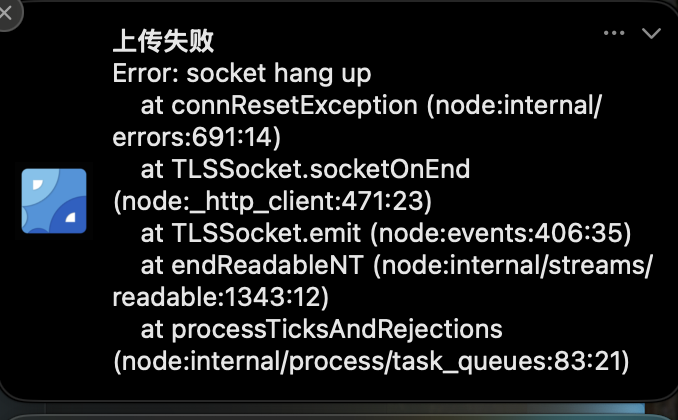 上传失败
Error: socket hang up
    at connResetException (node:internal/
errors:691:14)
    at TLSSocket.socketOnEnd
(node:_http_client:471:23)
    at TLSSocket.emit (node:events:406:35)
    at endReadableNT (node:internal/streams/
readable:1343:12)
    at processTicksAndRejections
(node:internal/process/task_queues:83:21)